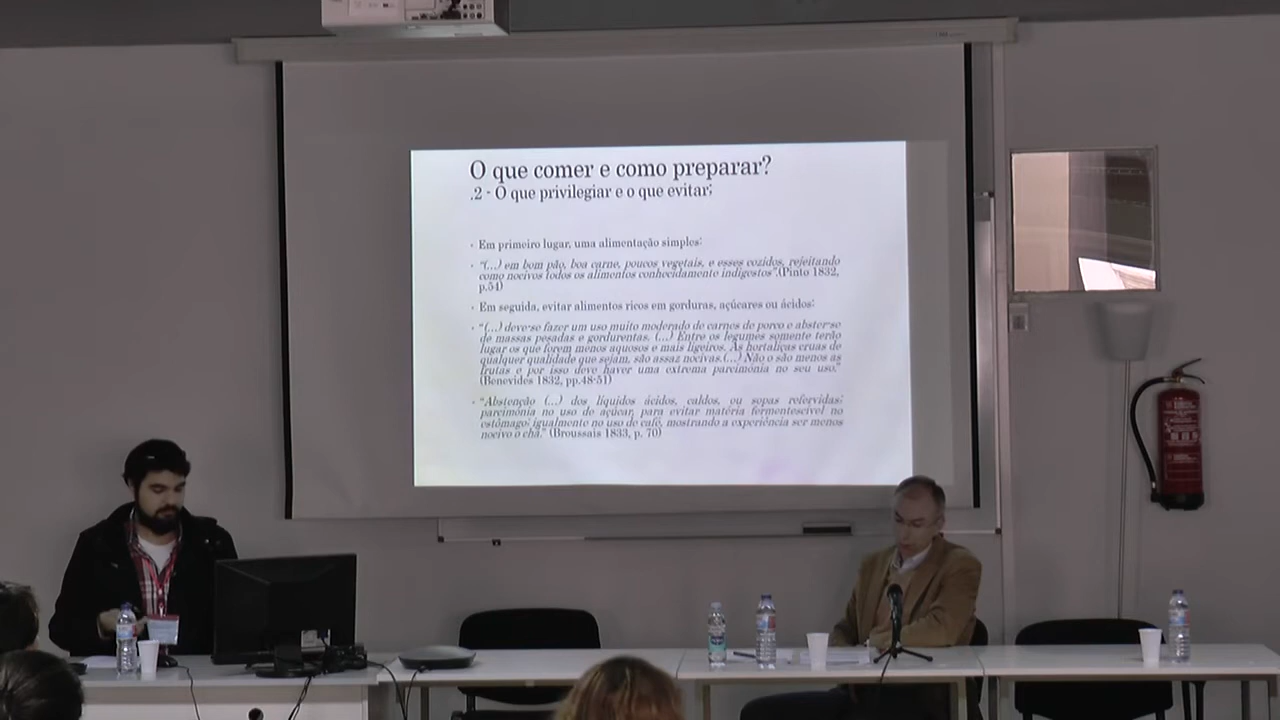 O que comer e como preparar?
.2 - O que privilegiar e o que evitar:
· Em primeiro lugar, uma alimentação simples:
· "(...) em bom pão, boa carne, poucos vegetais, e esses cozidos, rejeitando
como nocivos todos os alimentos conhecidamento indigostos".(Pinto 1832,
p.54)
· Em seguida, evitar alimentos ricos em gorduras, açúcares ou ácidos:
· "(...) deve-se fazer um uso muito moderado de carnes de porco e abster-se
de massas pesadas e gordurentas. (...) Entre os legumes somente terão
lugar os que forem menos aquosos e mais ligeiros. As hortaliças cruas de
qualquer qualidade que sejam, são assaz nocivas.(...) Não o são menos as
frutas e por isso deve haver uma extrema parcimónia no seu uso."
(Benevides 1832, pp.48-51)
· "Abstenção (...) dos líquidos ácidos, caldos, ou sopas refervidas;
parcimónia no uso do açúcar, para evitar matéria fermentescível no
estômago; igualmente no uso de café, mostrando a experiência ser menos
nocivo o chá." (Broussais 1833, p. 70)